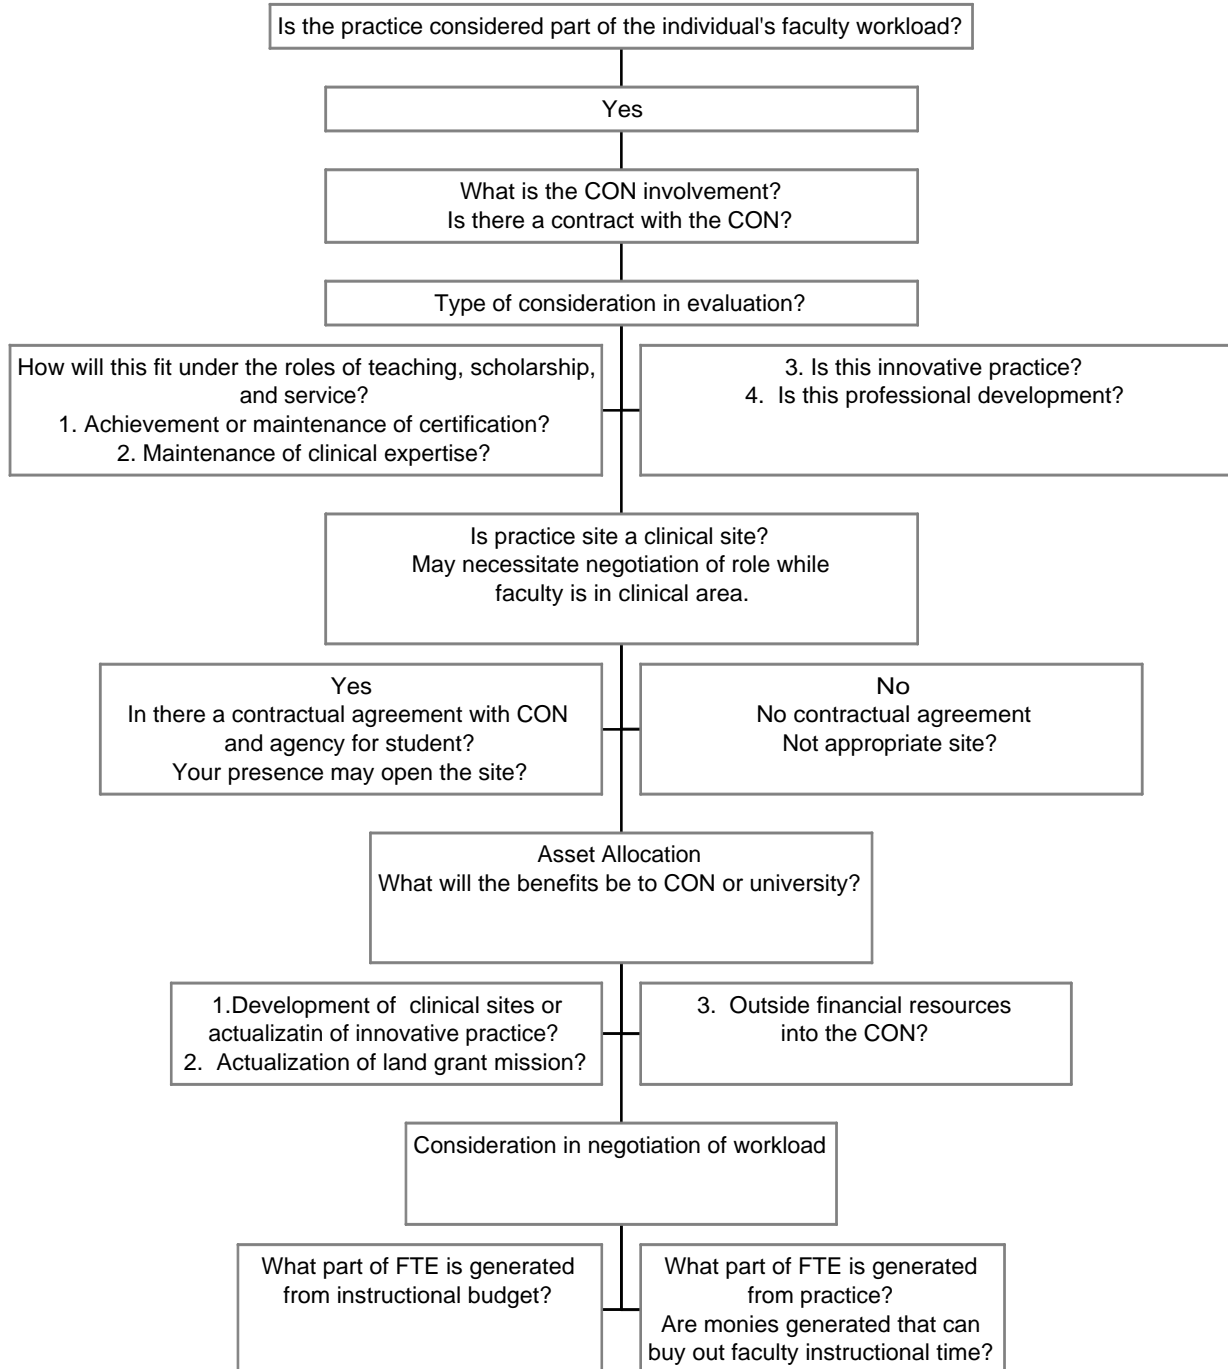 Is the practice considered part of the individual's faculty workload?
Yes
What is the CON involvement?
Is there a contract with the CON?
Type of consideration in evaluation?
How will this fit under the roles of teaching, scholarship,
and service?
1. Achievement or maintenance of certification?
2. Maintenance of clinical expertise?
3. Is this innovative practice?
4. Is this professional development?
Is practice site a clinical site?
May necessitate negotiation of role while
faculty is in clinical area.
Yes
In there a contractual agreement with CON
and agency for student?
Your presence may open the site?
No
No contractual agreement
Not appropriate site?
Asset Allocation
What will the benefits be to CON or university?
1.Development of clinical sites or
actualizatin of innovative practice?
2. Actualization of land grant mission?
3. Outside financial resources
into the CON?
Consideration in negotiation of workload
What part of FTE is generated
from instructional budget?
What part of FTE is generated
from practice?
Are monies generated that can
buy out faculty instructional time?